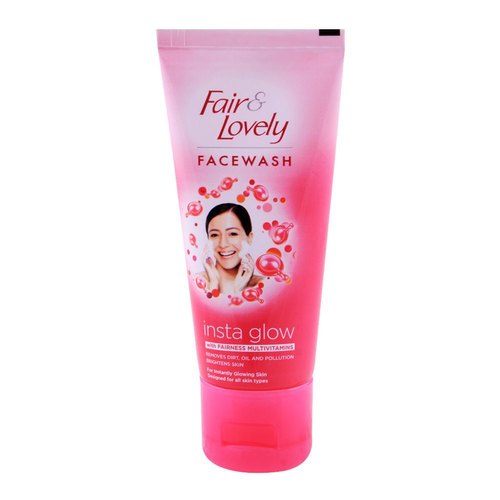 Fair &
Lovely
FACEWASH
insta glow
with FAIRNESS MULTIVITAMINS
REMOVES DIRT, OIL AND POLLUTION
BRIGHTENS SKIN
For Instantly Glowing Skin
Designed for all skin types